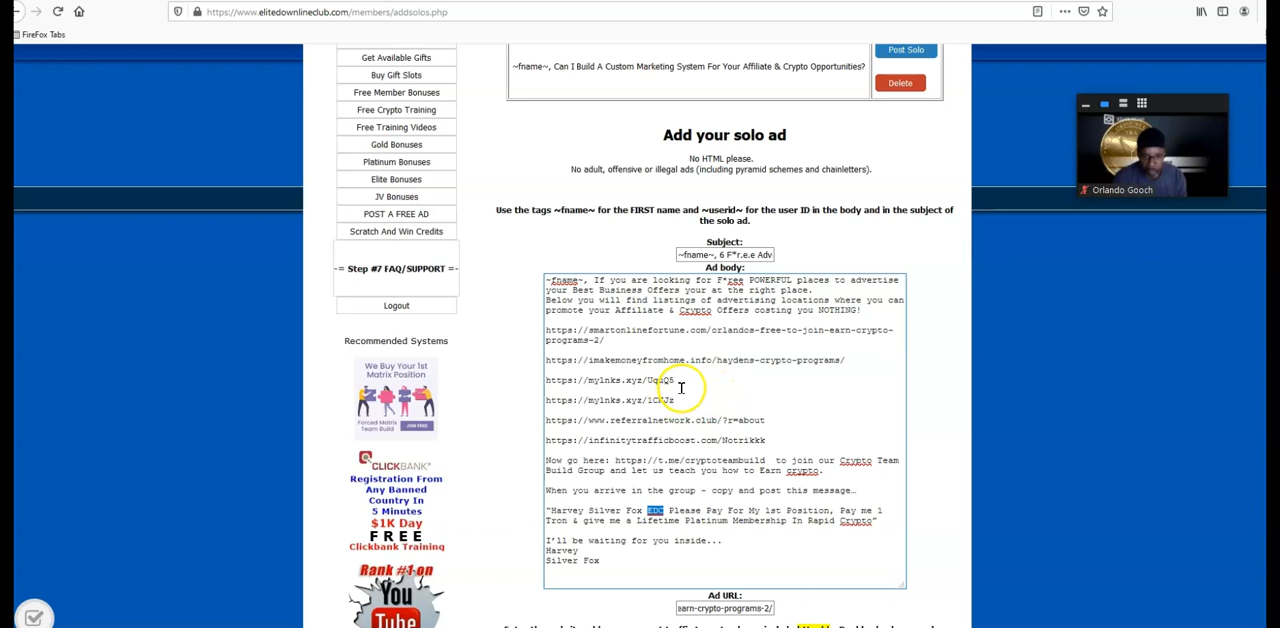 https://www.elitedownlineclub.com/members/addsolos.php
FireFox Tabs
Get Available Gifts
Buy Gift Slots
Free Member Bonuses
Free Crypto Training
Free Training Videos
Gold Bonuses
Platinum Bonuses
Elite Bonuses
JV Bonuses
POST A FREE AD
Scratch And Win Credits
-= Step #7 FAQ/SUPPORT =-
Logout
Recommended Systems
We Buy Your 1st
Matrix Position
Forced Matrix
Team Build
JOIN FREE
CLICKBANK
Registration From
Any Banned
Country In
5 Minutes
$1K Day
FREE
Clickbank Training
Rank #1 on
You
Tube
~fname~, Can I Build A Custom Marketing System For Your Affiliate & Crypto Opportunities?
Post Solo
Delete
Add your solo ad
No HTML please.
No adult, offensive or illegal ads (including pyramid schemes and chainletters).
Use the tags ~fname~ for the FIRST name and ~userid~ for the user ID in the body and in the subject of
the solo ad.
Subject:
~fname~, 6 F*r.e.e Adv
Ad body:
~fname~, If you are looking for F*ree POWERFUL places to advertise
your Best Business Offers your at the right place.
Below you will find listings of advertising locations where you can
promote your Affiliate & Crypto Offers costing you NOTHING!
https://smartonlinefortune.com/orlandos-free-to-join-earn-crypto-
programs-2/
https://imakemoneyfromhome.info/haydens-crypto-programs/
https://www.referralnetwork.club/?r=about
https://infinitytrafficboost.com/Notrikkk
Now go here: https://t.me/cryptoteambuild to join our Crypto Team
Build Group and let us teach you how to Earn crypto.
When you arrive in the group - copy and post this message…
“Harvey Silver Fox EDC Please Pay For My 1st Position, Pay me 1
Tron & give me a Lifetime Platinum Membership In Rapid Crypto”
I’ll be waiting for you inside...
Harvey
Silver Fox
Ad URL:
earn-crypto-programs-2/
Orlando Gooch